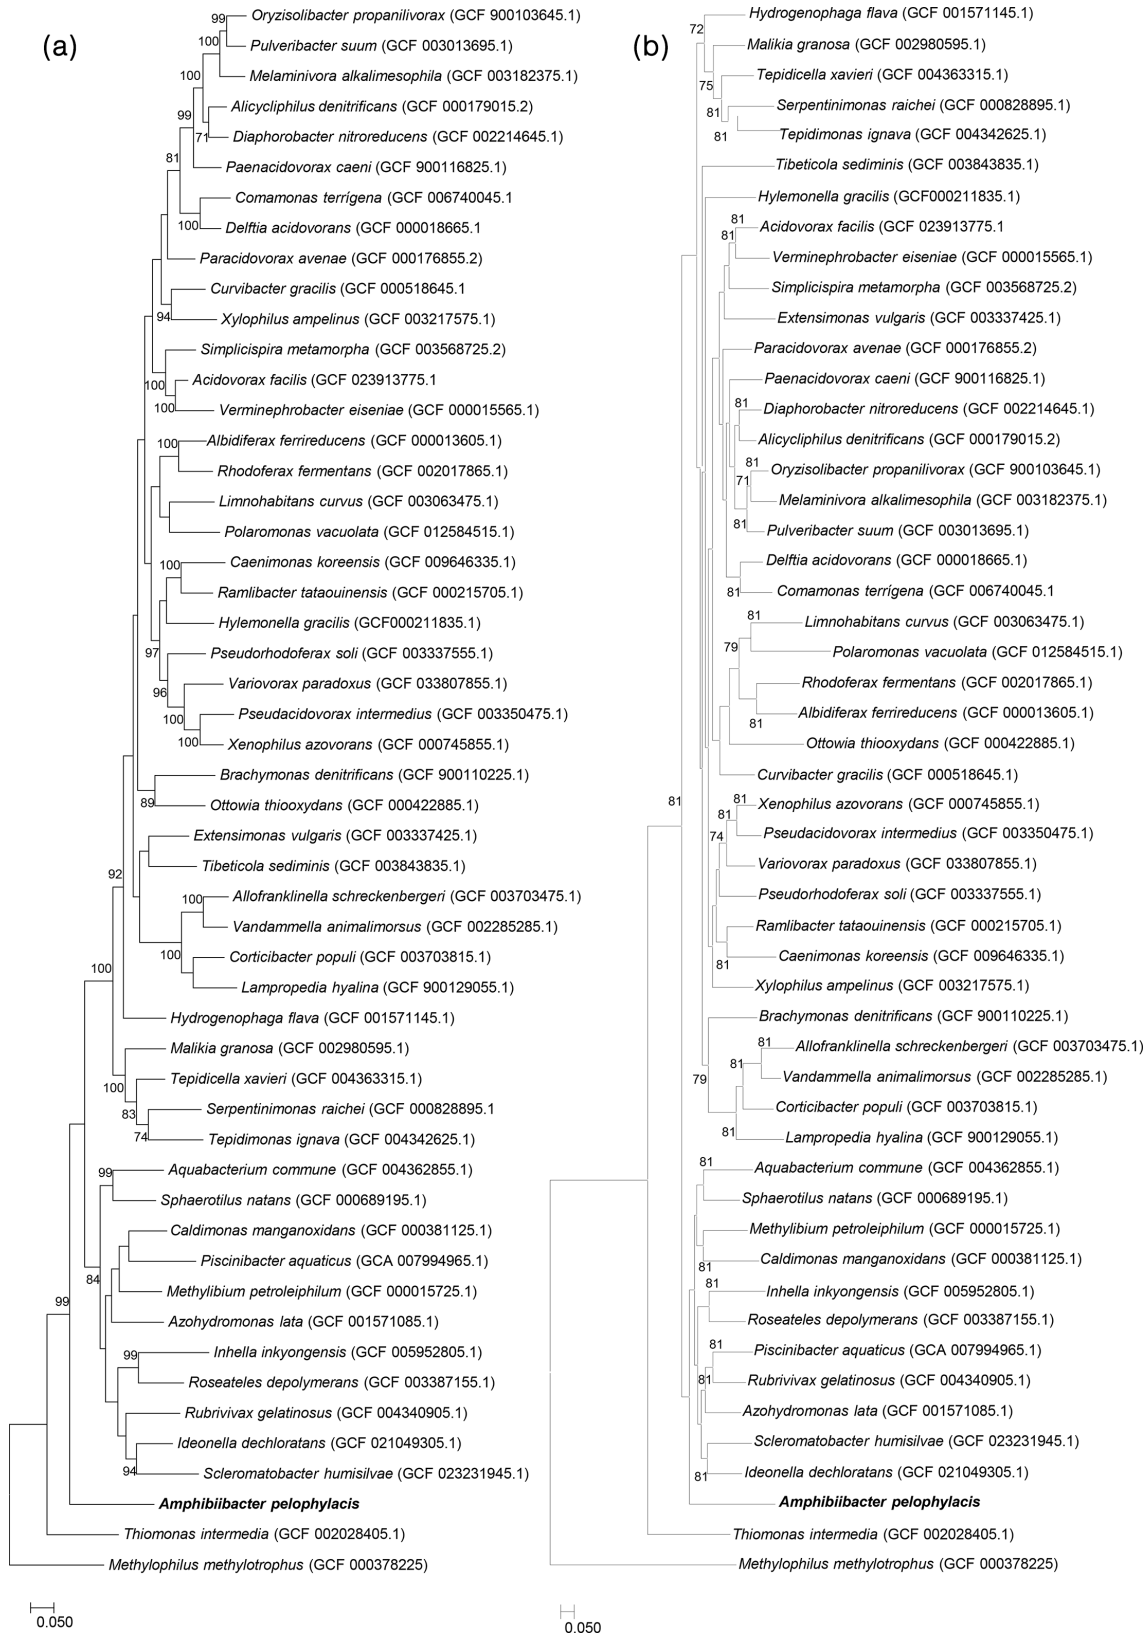 (a)
99
Oryzisolibacter propanilivorax (GCF 900103645.1)
100
Pulveribacter suum (GCF 003013695.1)
100
Melaminivora alkalimesophila (GCF 003182375.1)
99
Alicycliphilus denitrificans (GCF 000179015.2)
71
Diaphorobacter nitroreducens (GCF 002214645.1)
81
Paenacidovorax caeni (GCF 900116825.1)
Comamonas terrígena (GCF 006740045.1
100
Delftia acidovorans (GCF 000018665.1
Paracidovorax avenae (GCF 000176855.2)
Curvibacter gracilis (GCF 000518645.1
94
Xylophilus ampelinus (GCF 003217575.1)
Simplicispira metamorpha (GCF 003568725.2)
100
Acidovorax facilis (GCF 023913775.1
100
Verminephrobacter eiseniae (GCF 000015565.1)
100
Albidiferax ferrireducens (GCF 000013605.1)
Rhodoferax fermentans (GCF 002017865.1)
Limnohabitans curvus (GCF 003063475.1)
Polaromonas vacuolata (GCF 012584515.1)
100
Caenimonas koreensis (GCF 009646335.1)
Ramlibacter tataouinensis (GCF 000215705.1)
Hylemonella gracilis (GCF000211835.1)
97
Pseudorhodoferax soli (GCF 003337555.1)
96
Variovorax paradoxus (GCF 033807855.1)
100
Pseudacidovorax intermedius (GCF 003350475.1)
100
Xenophilus azovorans (GCF 000745855.1)
Brachymonas denitrificans (GCF 900110225.1)
89
Ottowia thiooxydans (GCF 000422885.1)
Extensimonas vulgaris (GCF 003337425.1)
Tibeticola sediminis (GCF 003843835.1)
92
100
Allofranklinella schreckenbergeri (GCF 003703475.1)
Vandammella animalimorsus (GCF 002285285.1)
100
Corticibacter populi (GCF 003703815.1)
Lampropedia hyalina (GCF 900129055.1)
100
Hydrogenophaga flava (GCF 001571145.1)
Malikia granosa (GCF 002980595.1)
100
Tepidicella xavieri (GCF 004363315.1)
83
Serpentinimonas raichei (GCF 000828895.1
74
Tepidimonas ignava (GCF 004342625.1)
99
Aquabacterium commune (GCF 004362855.1)
Sphaerotilus natans (GCF 000689195.1)
Caldimonas manganoxidans (GCF 000381125.1)
Piscinibacter aquaticus (GCA 007994965.1)
84
Methylibium petroleiphilum (GCF 000015725.1)
99
Azohydromonas lata (GCF 001571085.1)
99
Inhella inkyongensis (GCF 005952805.1)
Roseateles depolymerans (GCF 003387155.1)
Rubrivivax gelatinosus (GCF 004340905.1)
Ideonella dechloratans (GCF 021049305.1)
94
Scleromatobacter humisilvae (GCF 023231945.1)
Amphibiibacter pelophylacis
Thiomonas intermedia (GCF 002028405.1)
Methylophilus methylotrophus (GCF 000378225)
0.050
(b)
Hydrogenophaga flava (GCF 001571145.1)
72
Malikia granosa (GCF 002980595.1)
75
Tepidicella xavieri (GCF 004363315.1)
81
Serpentinimonas raichei (GCF 000828895.1)
81
Tepidimonas ignava (GCF 004342625.1)
Tibeticola sediminis (GCF 003843835.1)
Hylemonella gracilis (GCF000211835.1)
81
Acidovorax facilis (GCF 023913775.1
81
Verminephrobacter eiseniae (GCF 000015565.1)
Simplicispira metamorpha (GCF 003568725.2)
Extensimonas vulgaris (GCF 003337425.1)
Paracidovorax avenae (GCF 000176855.2)
Paenacidovorax caeni (GCF 900116825.1)
81
Diaphorobacter nitroreducens (GCF 002214645.1)
Alicycliphilus denitrificans (GCF 000179015.2)
81
Oryzisolibacter propanilivorax (GCF 900103645.1)
71
Melaminivora alkalimesophila (GCF 003182375.1)
81
Pulveribacter suum (GCF 003013695.1)
Delftia acidovorans (GCF 000018665.1)
81
Comamonas terrígena (GCF 006740045.1
81
Limnohabitans curvus (GCF 003063475.1)
79
Polaromonas vacuolata (GCF 012584515.1)
Rhodoferax fermentans (GCF 002017865.1)
81
Albidiferax ferrireducens (GCF 000013605.1)
Ottowia thiooxydans (GCF 000422885.1)
Curvibacter gracilis (GCF 000518645.1)
81
81
Xenophilus azovorans (GCF 000745855.1)
81
Pseudacidovorax intermedius (GCF 003350475.1)
74
Variovorax paradoxus (GCF 033807855.1)
Pseudorhodoferax soli (GCF 003337555.1)
Ramlibacter tataouinensis (GCF 000215705.1)
81
Caenimonas koreensis (GCF 009646335.1)
Xylophilus ampelinus (GCF 003217575.1)
Brachymonas denitrificans (GCF 900110225.1)
81
Allofranklinella schreckenbergeri (GCF 003703475.1)
81
79
Vandammella animalimorsus (GCF 002285285.1)
Corticibacter populi (GCF 003703815.1)
81
Lampropedia hyalina (GCF 900129055.1)
81
Aquabacterium commune (GCF 004362855.1)
Sphaerotilus natans (GCF 000689195.1)
Methylibium petroleiphilum (GCF 000015725.1)
81
Caldimonas manganoxidans (GCF 000381125.1)
81
Inhella inkyongensis (GCF 005952805.1)
Roseateles depolymerans (GCF 003387155.1)
81
Piscinibacter aquaticus (GCA 007994965.1)
81
Rubrivivax gelatinosus (GCF 004340905.1)
Azohydromonas lata (GCF 001571085.1)
Scleromatobacter humisilvae (GCF 023231945.1)
81
Ideonella dechloratans (GCF 021049305.1)
Amphibiibacter pelophylacis
Thiomonas intermedia (GCF 002028405.1)
Methylophilus methylotrophus (GCF 000378225)
0.050